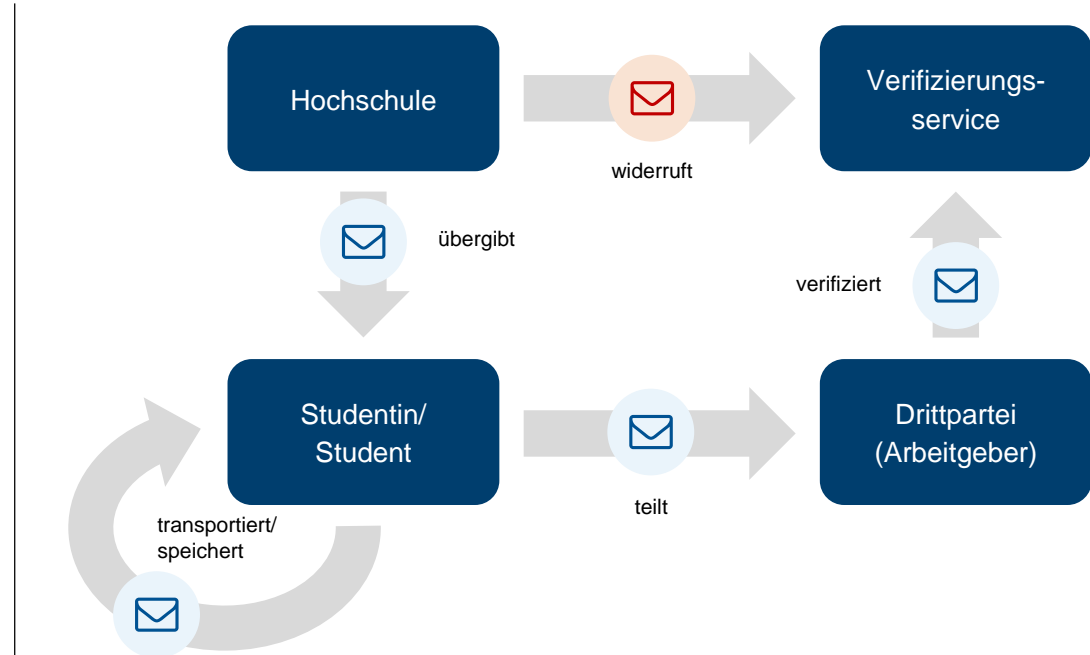 Hochschule
Verifizierungs-
service
widerruft
übergibt
verifiziert
Studentin/
Student
Drittpartei
(Arbeitgeber)
teilt
transportiert/
speichert